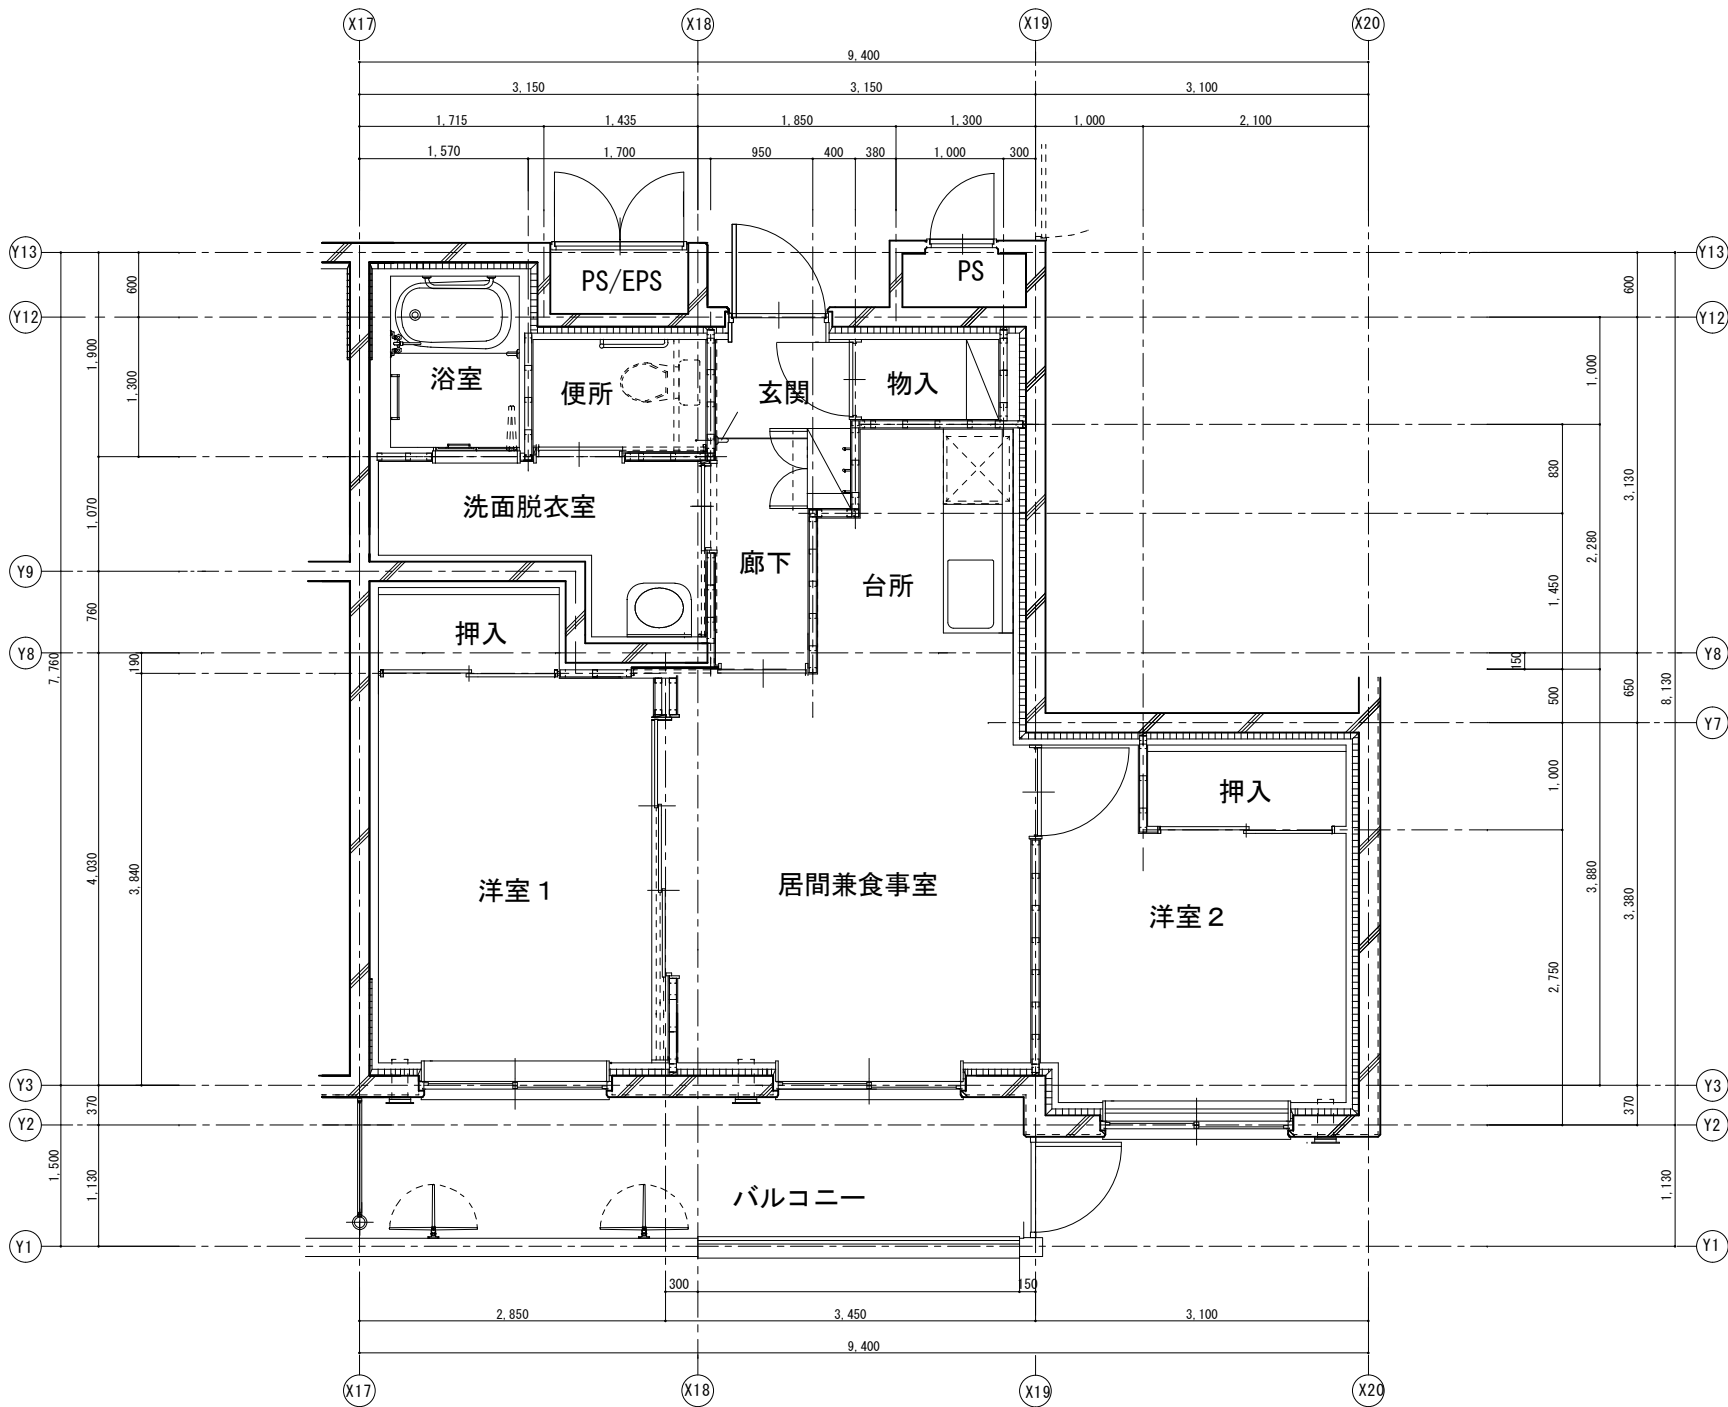 X17 X18 X19 X20
9,400
3,150 3,150 3,100
1,715 1,435 1,850 1,300 1,000 2,100
1,570 1,700 950 400 380 1,000 300
Y13 Y13
PS/EPS PS
600 600
Y12 Y12
1,900 1,300 1,000
浴室 便所 玄関 物入
830 3,130
洗面脱衣室
1,070 2,280
廊下 台所
Y9 Y9
760 1,450
押入
Y8 Y8
7,760 190 150
500 650 8,130
Y7
押入
1,000
4,030 3,840
洋室1 居間兼食事室 洋室2
3,880 3,380
2,750
Y3 Y3
370 370
Y2 Y2
1,500 1,130 1,130
バルコニー
Y1 Y1
300 150
2,850 3,450 3,100
9,400
X17 X18 X19 X20